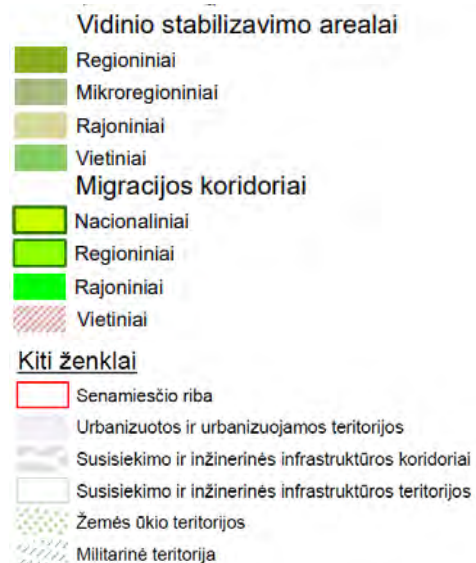 Vidinio stabilizavimo arealai
Regioniniai
Mikroregioniniai
Rajoniniai
Vietiniai
Migracijos koridoriai
Nacionaliniai
Regioniniai
Rajoniniai
Vietiniai
Kiti ženklai
Senamiesčio riba
Urbanizuotos ir urbanizuojamos teritorijos
Susisiekimo ir inžinerinės infrastruktūros koridoriai
Susisiekimo ir inžinerinės infrastruktūros teritorijos
Žemės ūkio teritorijos
Militarinė teritorija